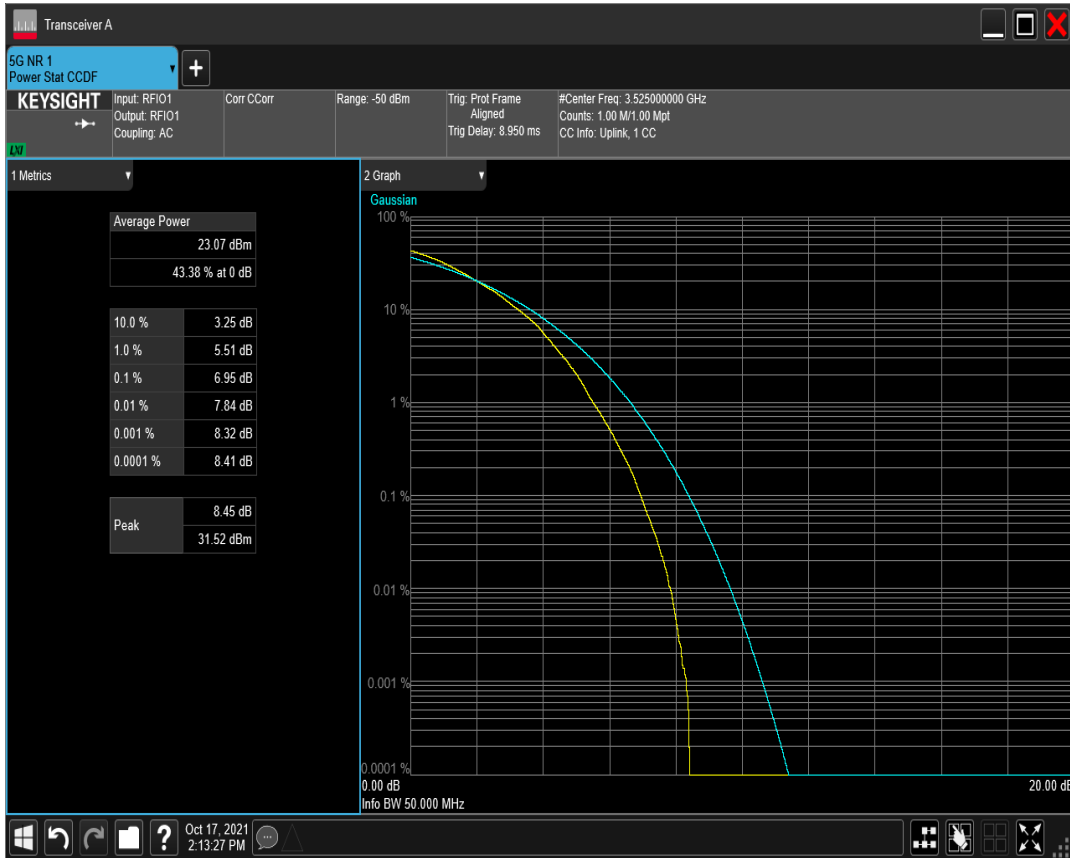 Transceiver A
5G NR 1
Power Stat CCDF
KEYSIGHT
LXI
Input: RFIO1
Output: RFIO1
Coupling: AC
Corr CCorr
Range: -50 dBm
Trig: Prot Frame
Aligned
Trig Delay: 8.950 ms
#Center Freq: 3.525000000 GHz
Counts: 1.00 M/1.00 Mpt
CC Info: Uplink, 1 CC
1 Metrics
Average Power
23.07 dBm
43.38 % at 0 dB
10.0 % 3.25 dB
1.0 % 5.51 dB
0.1 % 6.95 dB
0.01 % 7.84 dB
0.001 % 8.32 dB
0.0001 % 8.41 dB
Peak
8.45 dB
31.52 dBm
2 Graph
Gaussian
100 %
10 %
1 %
0.1 %
0.01 %
0.001 %
0.0001 %
0.00 dB 20.00 dB
Info BW 50.000 MHz
? Oct 17, 2021
2:13:27 PM